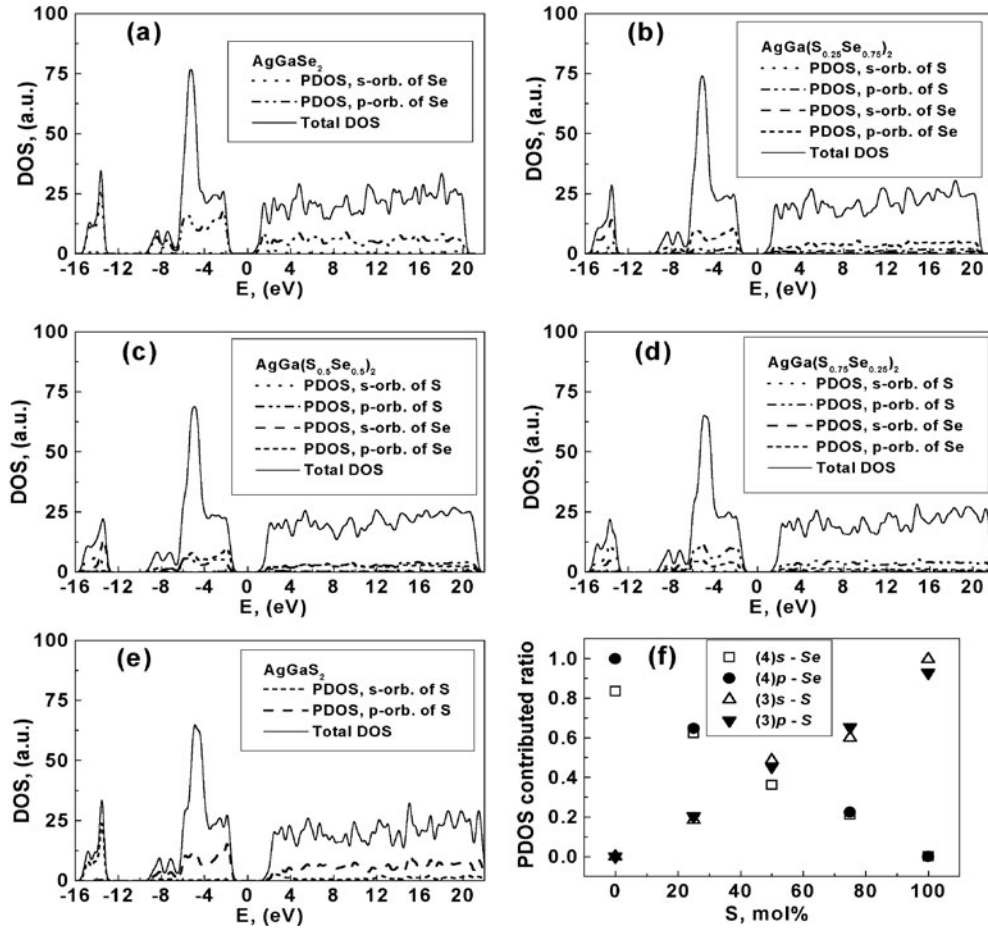 (a)
AgGaSe2
PDOS, s-orb. of Se
PDOS, p-orb. of Se
Total DOS
DOS, (a.u.)
100
75
50
25
0
-16 -12 -8 -4 0 4 8 12 16 20
E, (eV)
(b)
AgGa(S0.25Se0.75)2
PDOS, s-orb. of S
PDOS, p-orb. of S
PDOS, s-orb. of Se
PDOS, p-orb. of Se
Total DOS
DOS, (a.u.)
100
75
50
25
0
-16 -12 -8 -4 0 4 8 12 16 20
E, (eV)
(c)
AgGa(S0.5Se0.5)2
PDOS, s-orb. of S
PDOS, p-orb. of S
PDOS, s-orb. of Se
PDOS, p-orb. of Se
Total DOS
DOS, (a.u.)
100
75
50
25
0
-16 -12 -8 -4 0 4 8 12 16 20
E, (eV)
(d)
AgGa(S0.75Se0.25)2
PDOS, s-orb. of S
PDOS, p-orb. of S
PDOS, s-orb. of Se
PDOS, p-orb. of Se
Total DOS
DOS, (a.u.)
100
75
50
25
0
-16 -12 -8 -4 0 4 8 12 16 20
E, (eV)
(e)
AgGaS2
PDOS, s-orb. of S
PDOS, p-orb. of S
Total DOS
DOS, (a.u.)
100
75
50
25
0
-16 -12 -8 -4 0 4 8 12 16 20
E, (eV)
(f)
(4)s - Se
(4)p - Se
(3)s - S
(3)p - S
PDOS contributed ratio
1.0
0.8
0.6
0.4
0.2
0.0
0 20 40 60 80 100
S, mol%